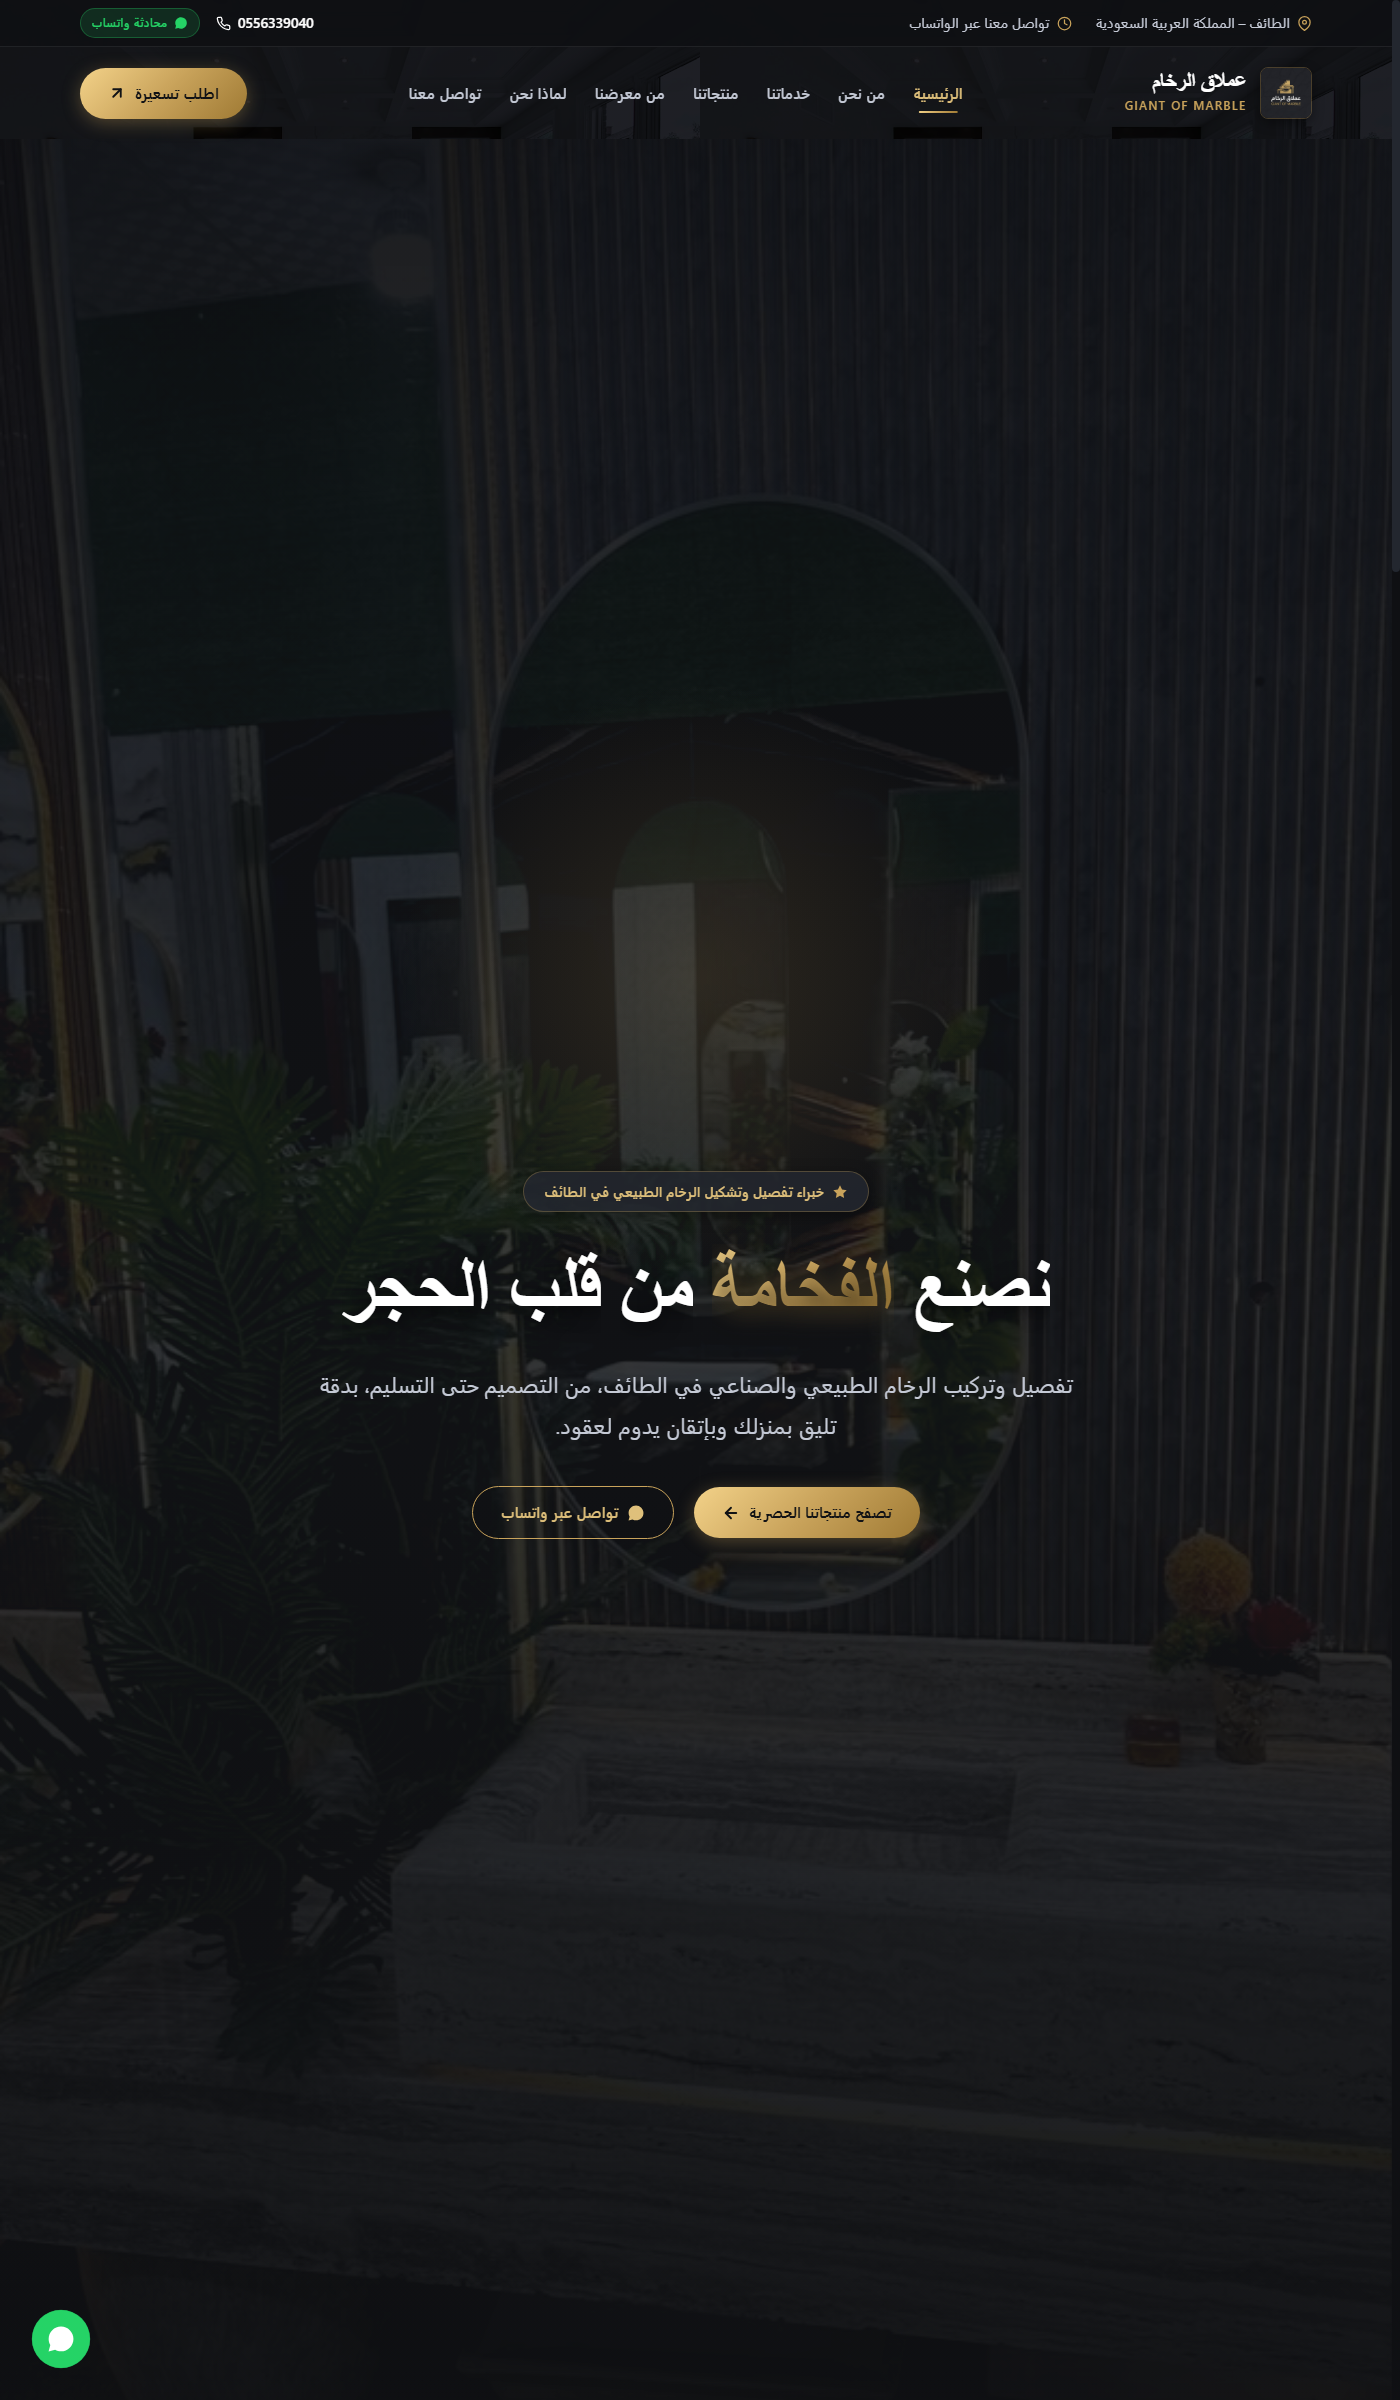 الطائف – المملكة العربية السعودية
تواصل معنا عبر الواتساب
0556339040
محادثة واتساب
عملاق الرخام
GIANT OF MARBLE
الرئيسية
من نحن
خدماتنا
منتجاتنا
من معرضنا
لماذا نحن
تواصل معنا
اطلب تسعيرة
خبراء تفصيل وتشكيل الرخام الطبيعي في الطائف
نصنع الفخامة من قلب الحجر
تفصيل وتركيب الرخام الطبيعي والصناعي في الطائف، من التصميم حتى التسليم، بدقة
تليق بمنزلك وبإتقان يدوم لعقود.
تصفح منتجاتنا الحصرية
تواصل عبر واتساب